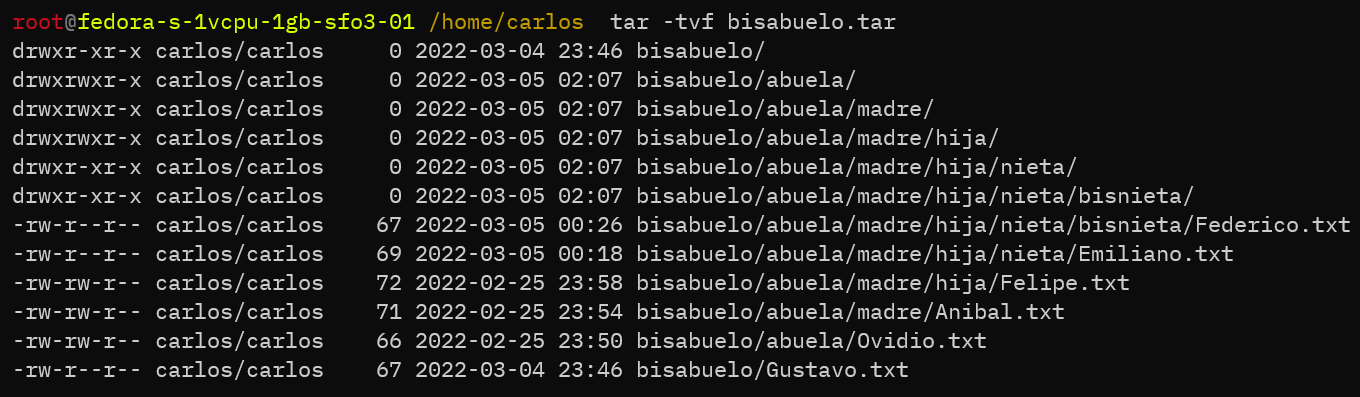 root@fedora-s-1vcpu-1gb-sfo3-01 /home/carlos  tar -tvf bisabuelo.tar
drwxr-xr-x carlos/carlos     0 2022-03-04 23:46 bisabuelo/
drwxrwxr-x carlos/carlos     0 2022-03-05 02:07 bisabuelo/abuela/
drwxrwxr-x carlos/carlos     0 2022-03-05 02:07 bisabuelo/abuela/madre/
drwxrwxr-x carlos/carlos     0 2022-03-05 02:07 bisabuelo/abuela/madre/hija/
drwxr-xr-x carlos/carlos     0 2022-03-05 02:07 bisabuelo/abuela/madre/hija/nieta/
drwxr-xr-x carlos/carlos     0 2022-03-05 02:07 bisabuelo/abuela/madre/hija/nieta/bisnieta/
-rw-r--r-- carlos/carlos    67 2022-03-05 00:26 bisabuelo/abuela/madre/hija/nieta/bisnieta/Federico.txt
-rw-r--r-- carlos/carlos    69 2022-03-05 00:18 bisabuelo/abuela/madre/hija/nieta/Emiliano.txt
-rw-rw-r-- carlos/carlos    72 2022-02-25 23:58 bisabuelo/abuela/madre/hija/Felipe.txt
-rw-rw-r-- carlos/carlos    71 2022-02-25 23:54 bisabuelo/abuela/madre/Anibal.txt
-rw-rw-r-- carlos/carlos    66 2022-02-25 23:50 bisabuelo/abuela/Ovidio.txt
-rw-r--r-- carlos/carlos    67 2022-03-04 23:46 bisabuelo/Gustavo.txt